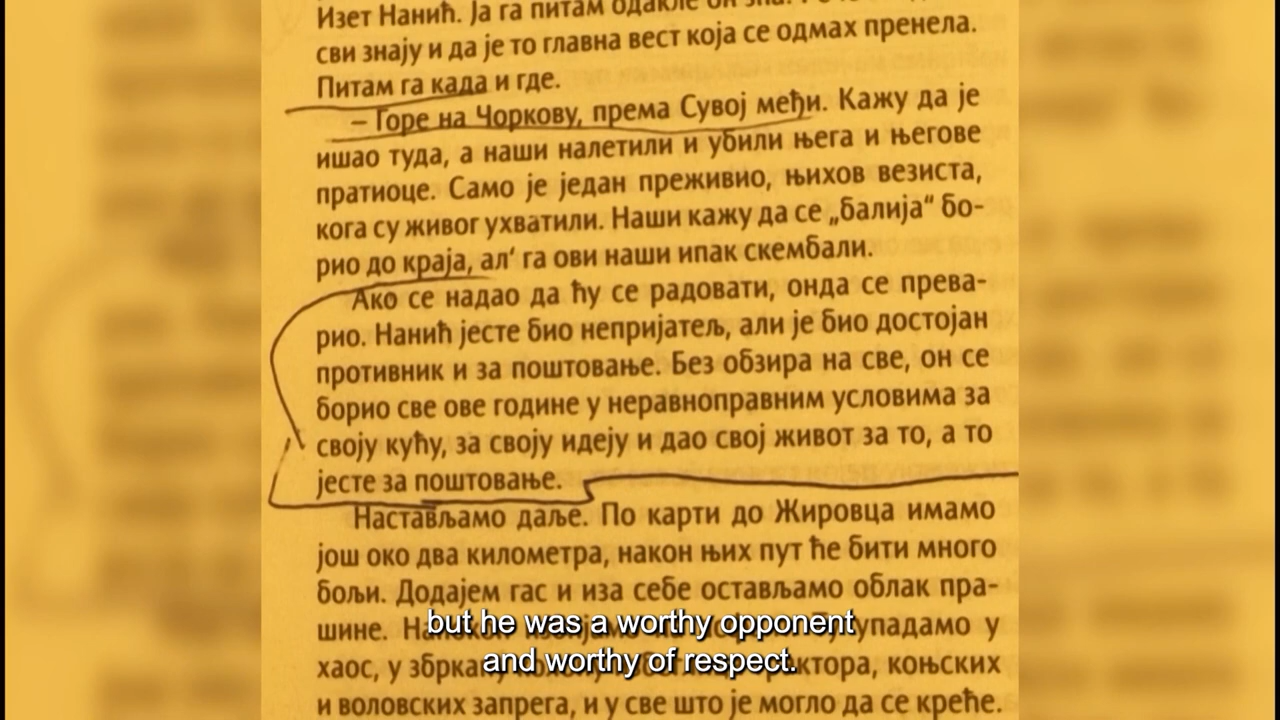 Изет Нанић. Ја га питам одакле он зна.
сви знају и да је то главна вест која се одмах пренела.
Питам га када и где.
– Горе на Чоркову, према Сувој међи. Кажу да је
ишао туда, а наши налетили и убили њега и његове
пратиоце. Само је један преживио, њихов везиста,
кога су живог ухватили. Наши кажу да се „балија“ бо-
рио до краја, ал’ га ови наши ипак скембали.
Ако се надао да ћу се радовати, онда се прева-
рио. Нанић јесте био непријатељ, али је био достојан
противник и за поштовање. Без обзира на све, он се
борио све ове године у неравноправним условима за
своју кућу, за своју идеју и дао свој живот за то, а то
јесте за поштовање.
Настављамо даље. По карти до Жировца имамо
још око два километра, након њих пут ће бити много
бољи. Додајем гас и иза себе остављамо облак пра-
шине. упадамо у
but he was a worthy opponent
хаос, у коњских
and worthy of respect.
и воловских запрега, и у све што је могло да се креће.